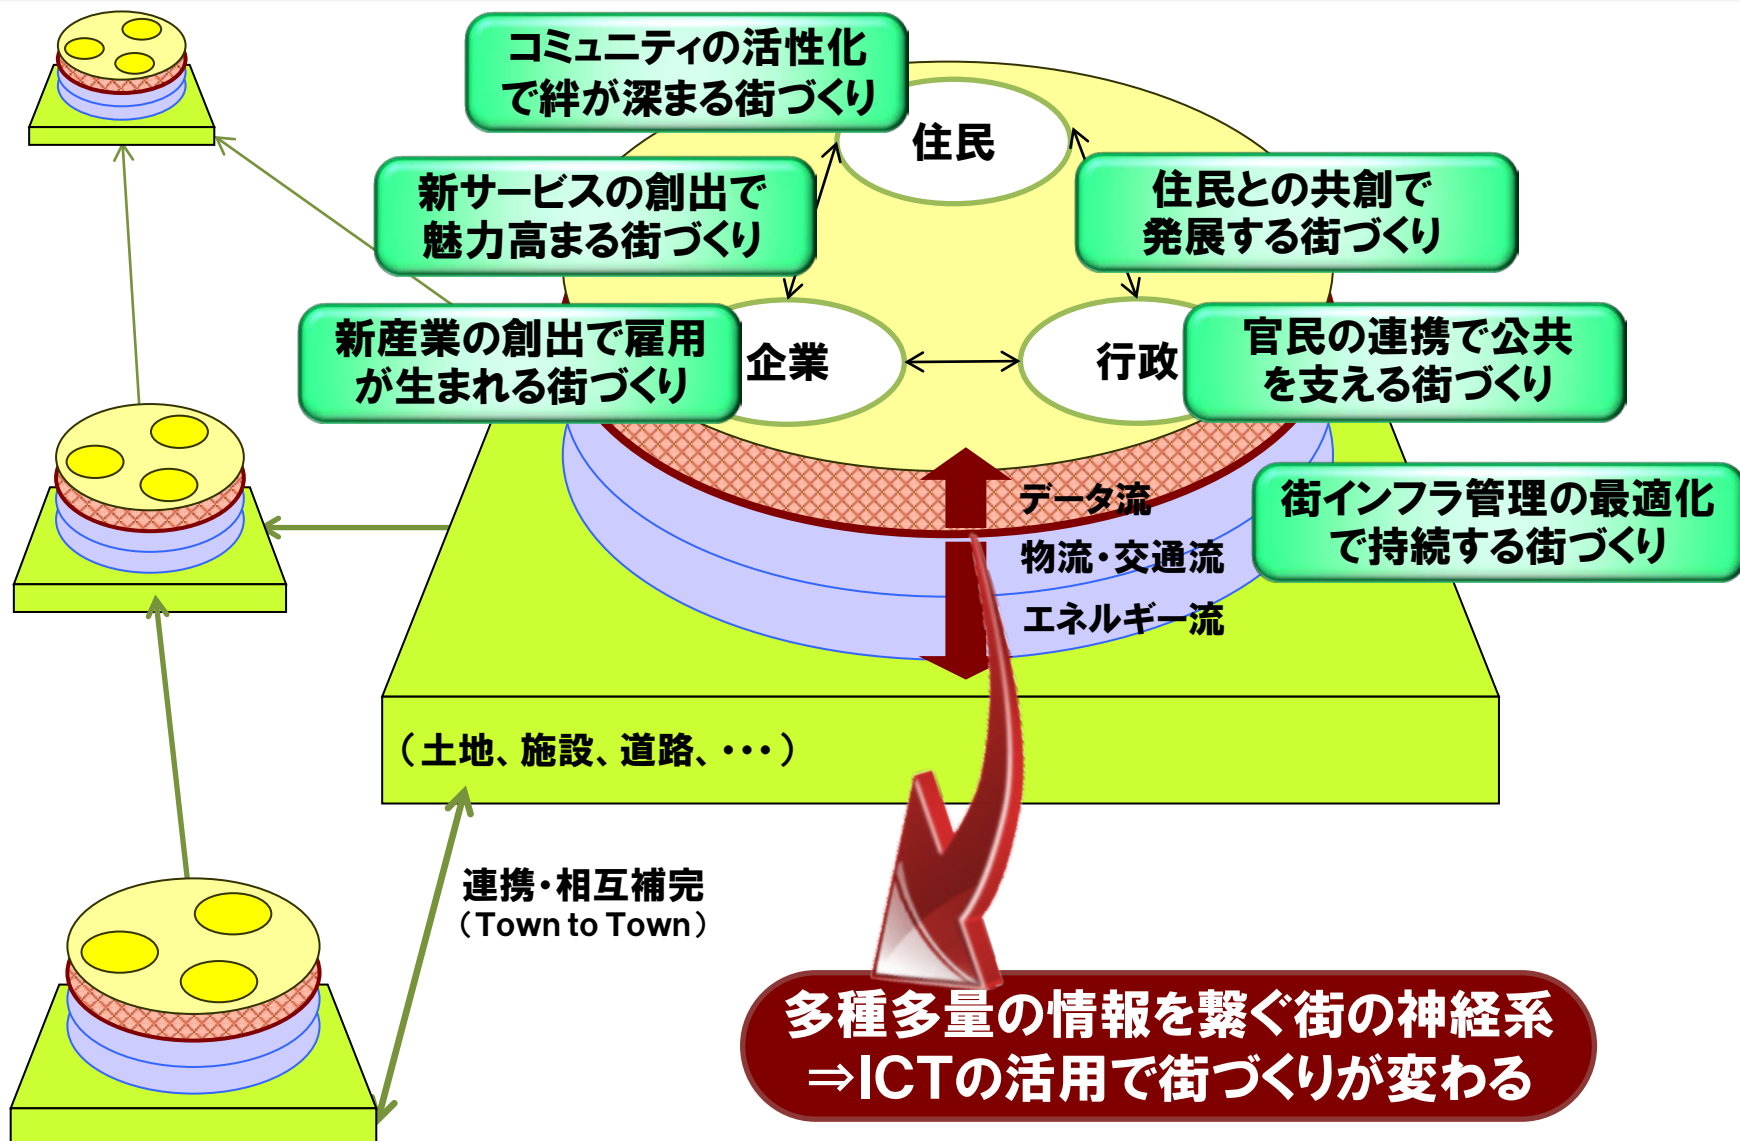 コミュニティの活性化
で絆が深まる街づくり
住民
新サービスの創出で
魅力高まる街づくり
住民との共創で
発展する街づくり
新産業の創出で雇用
が生まれる街づくり
企業
行政
官民の連携で公共
を支える街づくり
データ流
街インフラ管理の最適化
で持続する街づくり
物流・交通流
エネルギー流
（土地、施設、道路、・・・）
連携・相互補完
（Town to Town）
多種多量の情報を繋ぐ街の神経系
⇒ICTの活用で街づくりが変わる